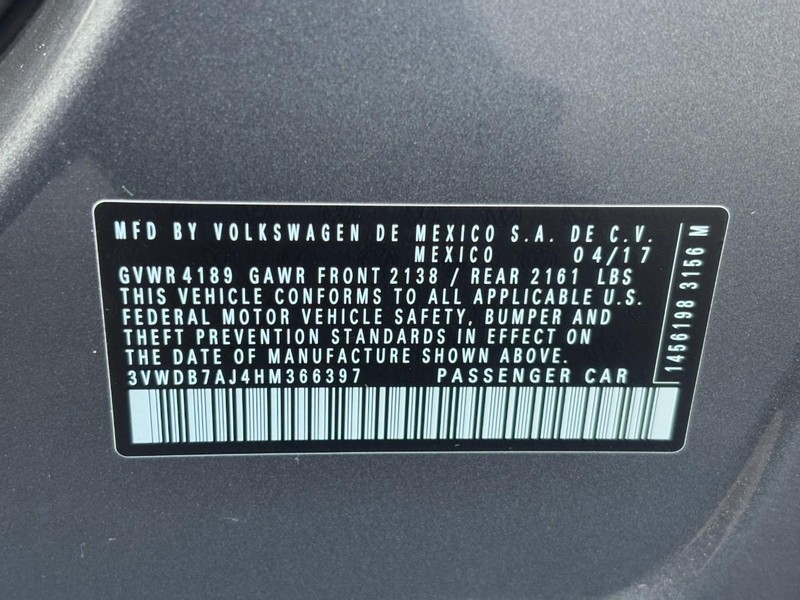 MFD BY VOLKSWAGEN DE MEXICO S.A. DE C.V.
MEXICO 04/17
GVWR 4189 GAWR FRONT 2138 / REAR 2161 LBS
THIS VEHICLE CONFORMS TO ALL APPLICABLE U.S.
FEDERAL MOTOR VEHICLE SAFETY, BUMPER AND
THEFT PREVENTION STANDARDS IN EFFECT ON
THE DATE OF MANUFACTURE SHOWN ABOVE.
3VWDB7AJ4HM366397 PASSENGER CAR
1456198 3156 M